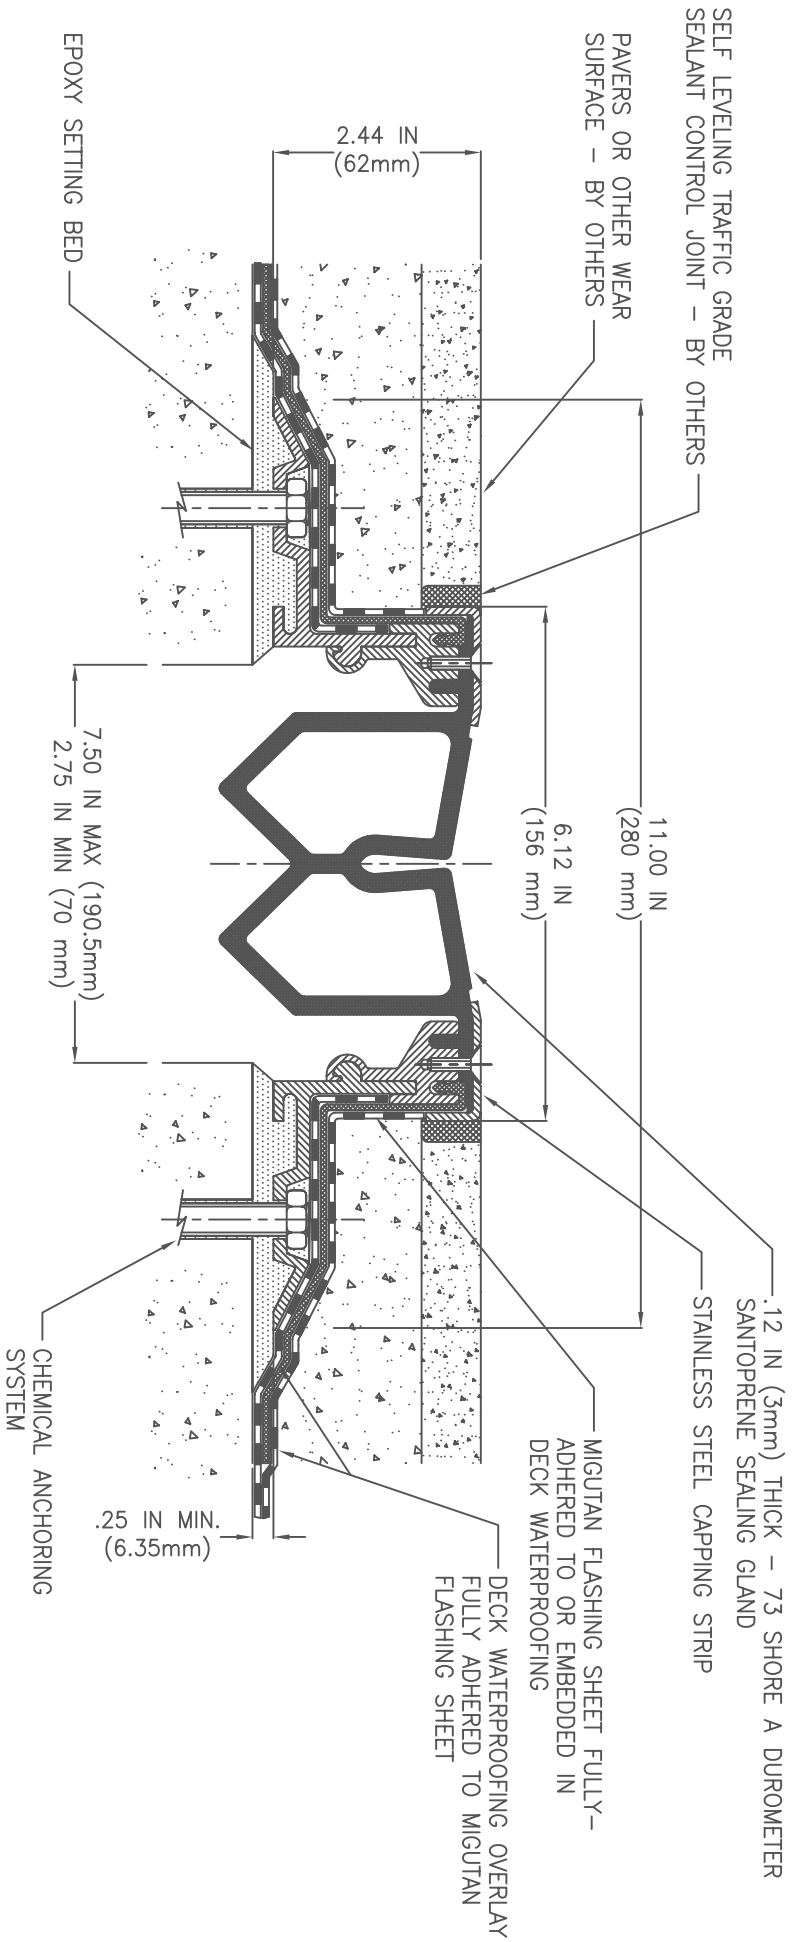 SELF LEVELING TRAFFIC GRADE
SEALANT CONTROL JOINT - BY OTHERS
PAVERS OR OTHER WEAR
SURFACE - BY OTHERS
2.44 IN
(62mm)
EPOXY SETTING BED
11.00 IN
(280 mm)
6.12 IN
(156 mm)
7.50 IN MAX (190.5mm)
2.75 IN MIN (70 mm)
.12 IN (3mm) THICK - 73 SHORE A DUROMETER
SANTOPRENE SEALING GLAND
STAINLESS STEEL CAPPING STRIP
MIGUTAN FLASHING SHEET FULLY-
ADHERED TO OR EMBEDDED IN
DECK WATERPROOFING
DECK WATERPROOFING OVERLAY
FULLY ADHERED TO MIGUTAN
FLASHING SHEET
.25 IN MIN.
(6.35mm)
CHEMICAL ANCHORING
SYSTEM